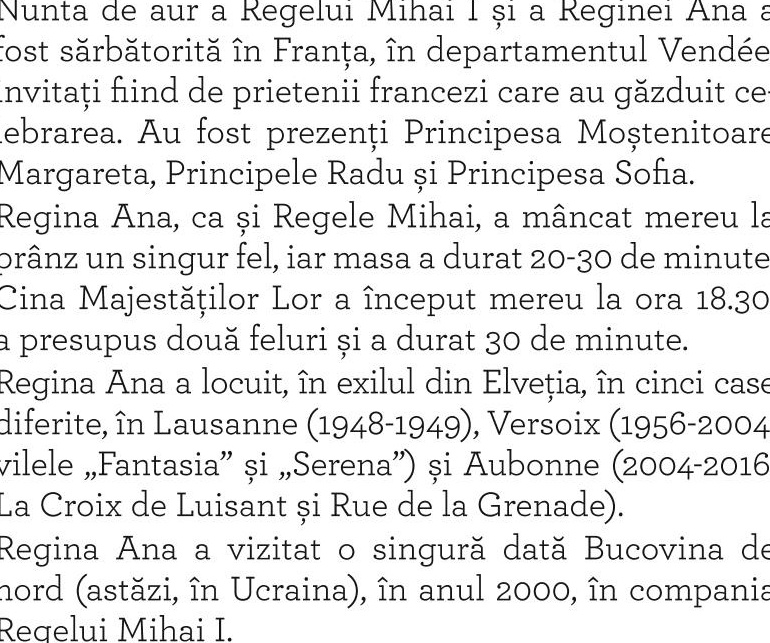 Nunta de aur a Regelui Mihai I și a Reginei Ana a
fost sărbătorită în Franța, în departamentul Vendée
invitați fiind de prietenii francezi care au găzduit ce-
lebrarea. Au fost prezenți Principesa Moștenitoare
Margareta, Principele Radu și Principesa Sofia.
Regina Ana, ca și Regele Mihai, a mâncat mereu la
prânz un singur fel, iar masa a durat 20-30 de minute
Cina Majestăților Lor a început mereu la ora 18.30
a presupus două feluri și a durat 30 de minute.
Regina Ana a locuit, în exilul din Elveția, în cinci case
diferite, în Lausanne (1948-1949), Versoix (1956-2004
vilele „Fantasia” și „Serena”) și Aubonne (2004-2016
La Croix de Luisant și Rue de la Grenade).
Regina Ana a vizitat o singură dată Bucovina de
nord (astăzi, în Ucraina), în anul 2000, în compania
Regelui Mihai I.